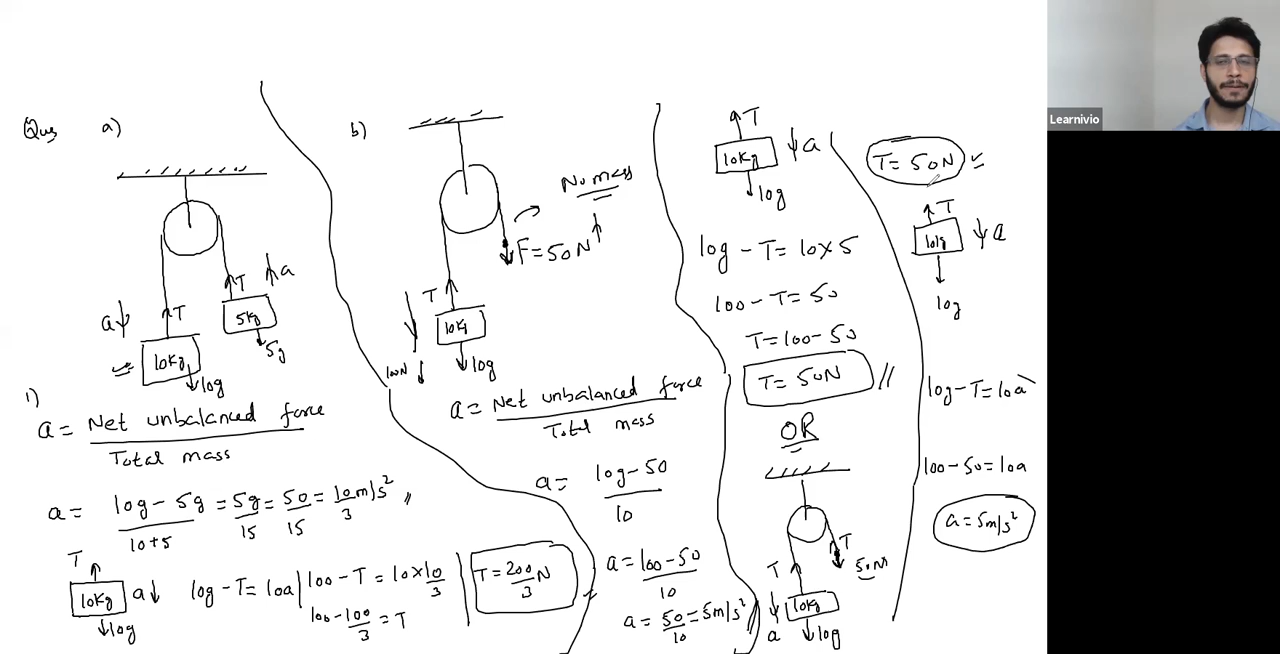 Learnivio
Qus a)
T
T
a
a
5Kg
5g
10Kg
10g
1)
a = Net unbalanced force
Total mass
a = 10g - 5g = 5g = 50 = 10 m/s²
10+5 15 15 3
T
10Kg a
10g
10g - T = 10a
100 - T = 10 × 10
3
100 - 100 = T
3
T = 200 N
3
b)
No mass
F = 50N
T
10Kg
10g
100N
a = Net unbalanced force
Total mass
a = 10g - 50
10
a = 100 - 50
10
a = 50 = 5m/s²
10
T
10Kg a
10g
10g - T = 10×5
100 - T = 50
T = 100 - 50
T = 50N
OR
T
50N
T
10Kg
a 10g
T = 50N
T
10kg a
10g
10g - T = 10a
100 - 50 = 10a
a = 5m/s²